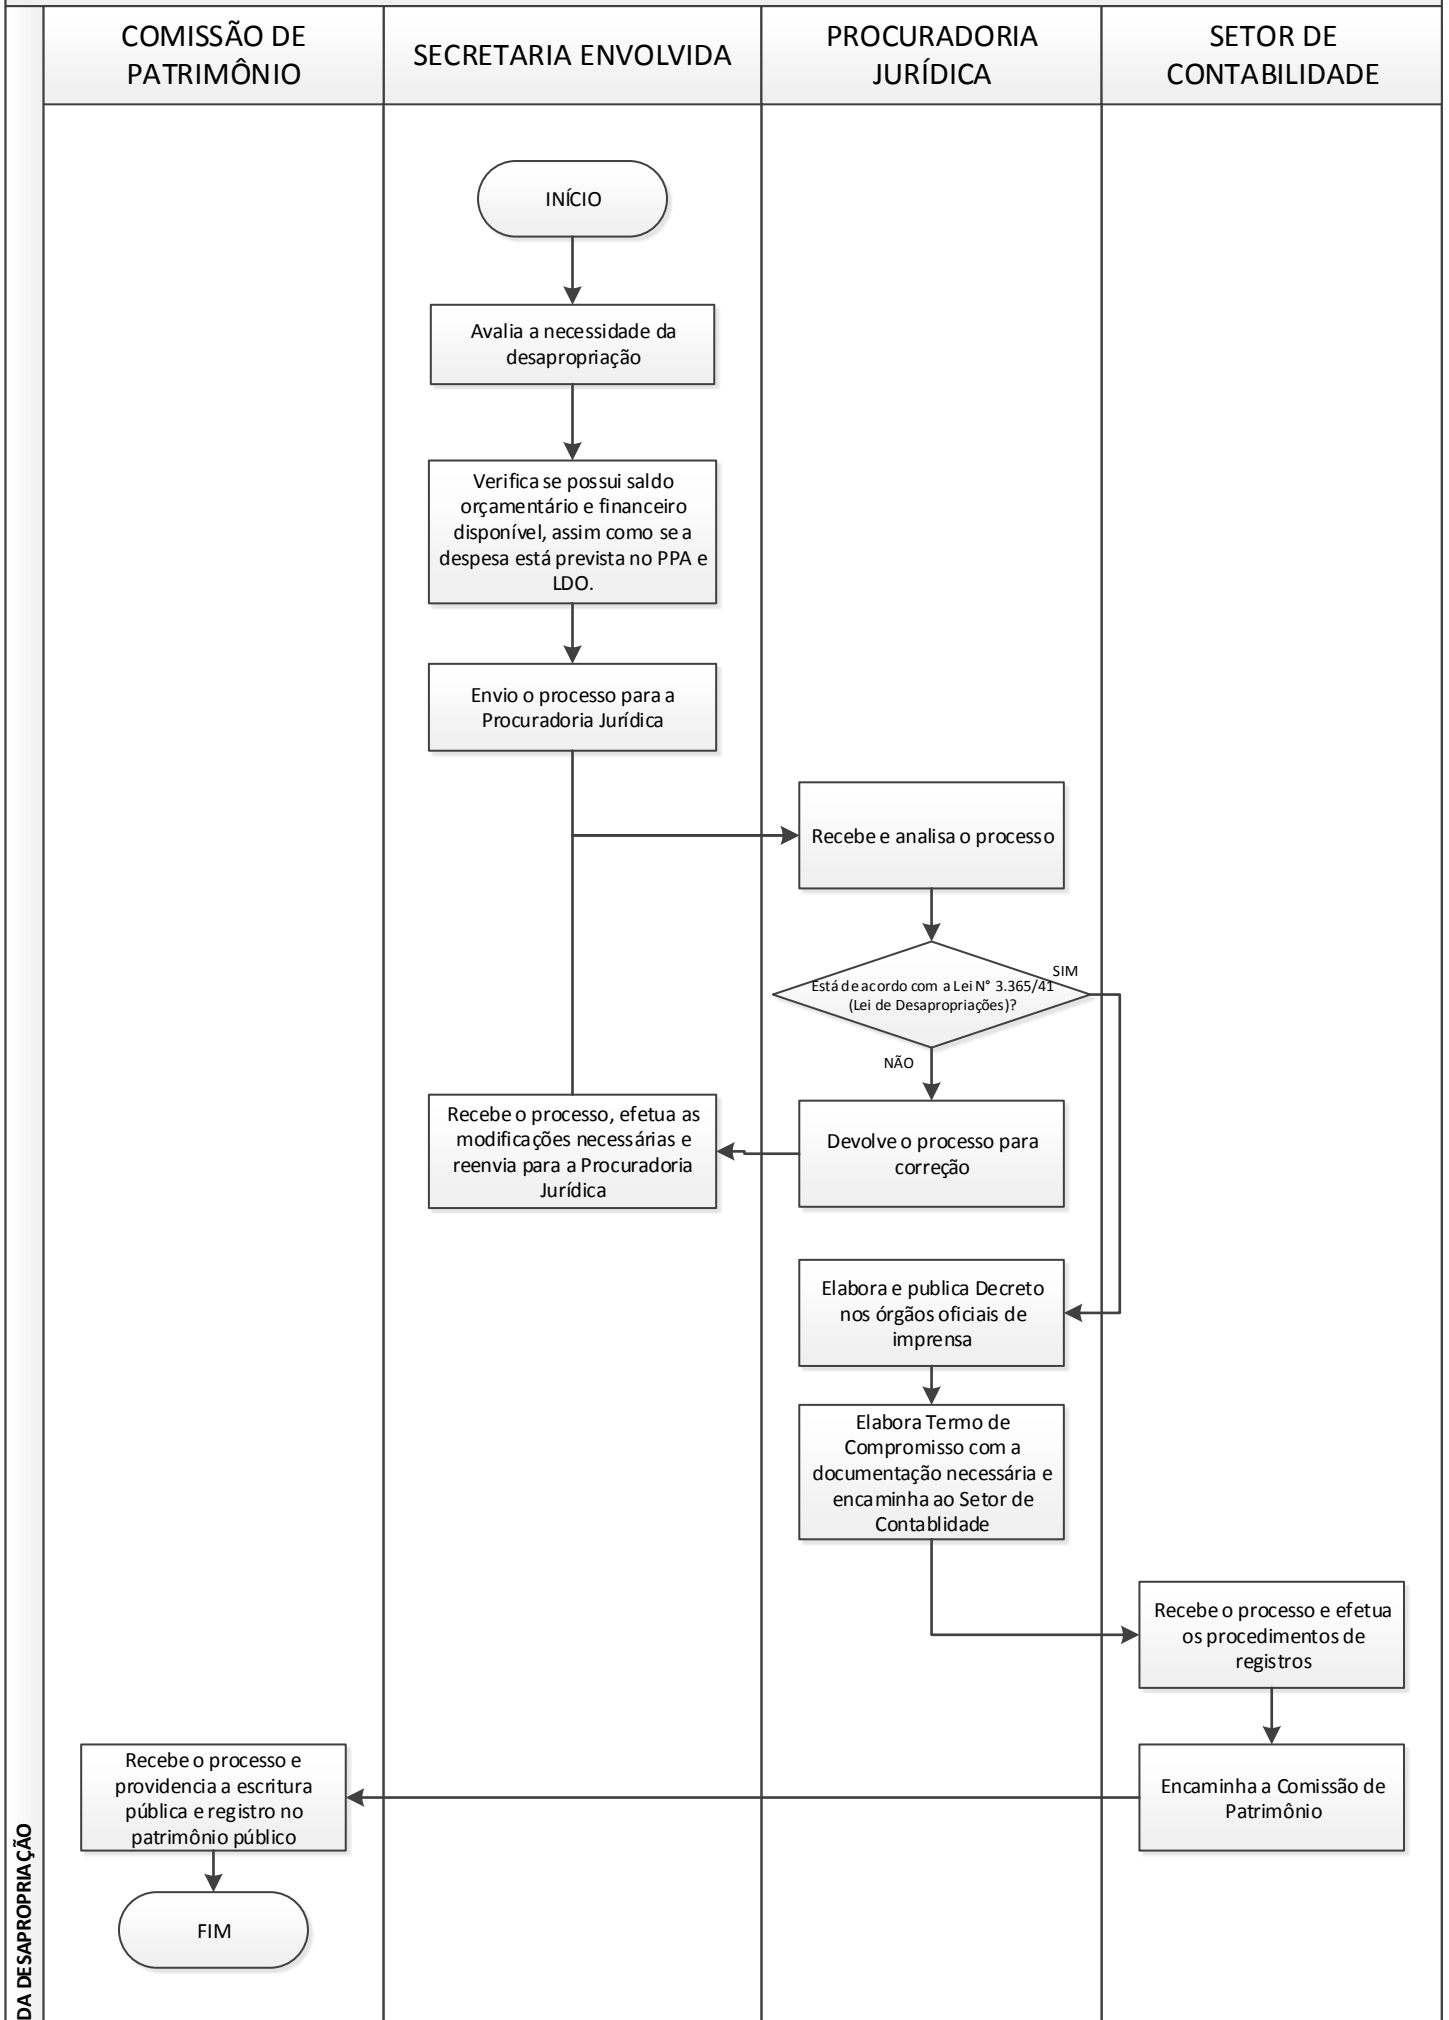 COMISSÃO DE
PATRIMÔNIO
SECRETARIA ENVOLVIDA
PROCURADORIA
JURÍDICA
SETOR DE
CONTABILIDADE
INÍCIO
Avalia a necessidade da
desapropriação
Verifica se possui saldo
orçamentário e financeiro
disponível, assim como se a
despesa está prevista no PPA e
LDO.
Envio o processo para a
Procuradoria Jurídica
Recebe e analisa o processo
SIM
Está de acordo com a Lei N° 3.365/41
(Lei de Desapropriações)?
NÃO
Devolve o processo para
correção
Recebe o processo, efetua as
modificações necessárias e
reenvia para a Procuradoria
Jurídica
Elabora e publica Decreto
nos órgãos oficiais de
imprensa
Elabora Termo de
Compromisso com a
documentação necessária e
encaminha ao Setor de
Contablidade
Recebe o processo e efetua
os procedimentos de
registros
Encaminha a Comissão de
Patrimônio
Recebe o processo e
providencia a escritura
pública e registro no
patrimônio público
FIM
DA DESAPROPRIAÇÃO